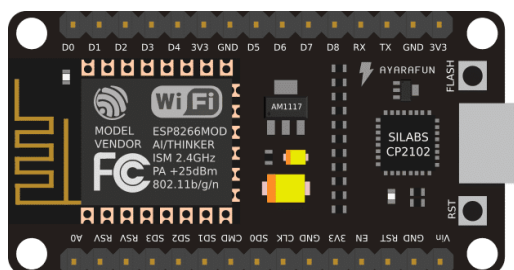 D0 D1 D2 D3 D4 3V3 GND D5 D6 D7 D8 RX TX GND 3V3
AYARAFUN
FLASH
WiFi
AM1117
MODEL
VENDOR
ESP8266MOD
AI/THINKER
ISM 2.4GHz
PA +25dBm
802.11b/g/n
FC
SILABS
CP2102
RST
A0 RSV RSV SD3 SD2 SD1 CMD SD0 CLK GND 3V3 EN RST GND Vin